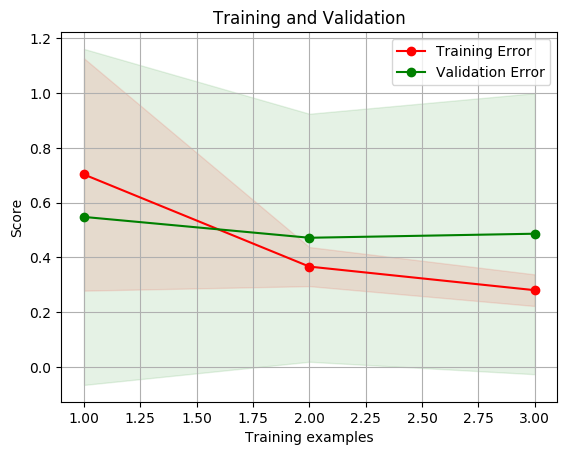 Training and Validation
Training Error
Validation Error
1.2
1.0
0.8
0.6
0.4
0.2
0.0
Score
1.00 1.25 1.50 1.75 2.00 2.25 2.50 2.75 3.00
Training examples